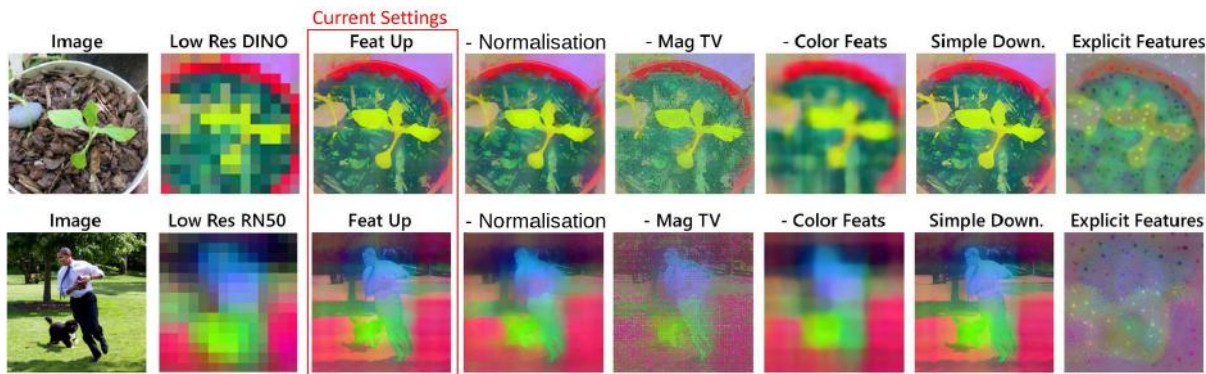 Current Settings
Image Low Res DINO Feat Up - Normalisation - Mag TV - Color Feats Simple Down. Explicit Features
Image Low Res RN50 Feat Up - Normalisation - Mag TV - Color Feats Simple Down. Explicit Features